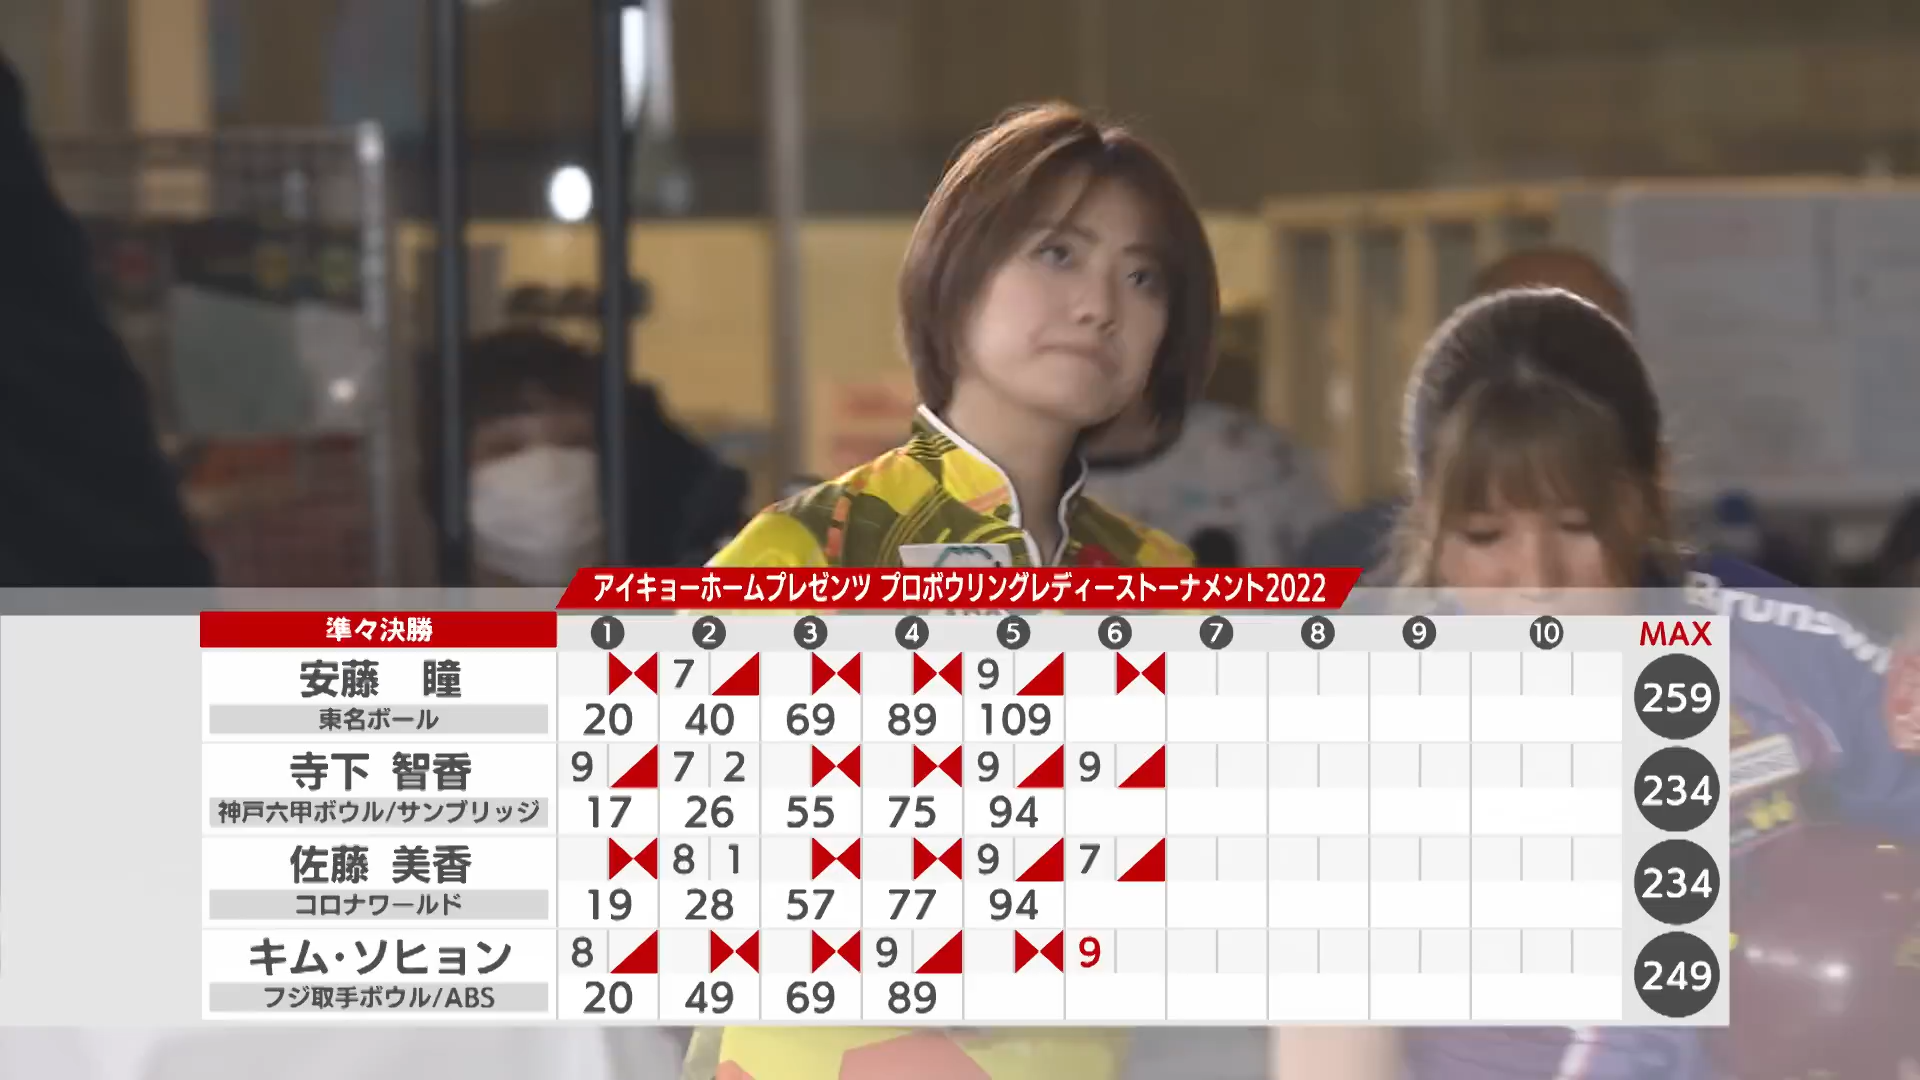 アイキョーホームプレゼンツ プロボウリングレディーストーナメント2022
準々決勝 1 2 3 4 5 6 7 8 9 10 MAX
安藤 瞳 7 9 259
東名ボール 20 40 69 89 109
寺下 智香 9 7 2 9 9 234
神戸六甲ボウル/サンブリッジ 17 26 55 75 94
佐藤 美香 8 1 9 7 234
コロナワールド 19 28 57 77 94
キム・ソヒョン 8 9 9 249
フジ取手ボウル/ABS 20 49 69 89